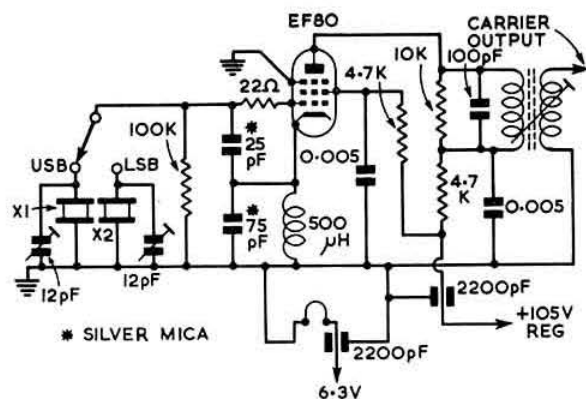 EF80
CARRIER
OUTPUT
10K
100pF
4.7K
22Ω
100K
*
25
pF
0.005
USB
LSB
X1
X2
*
75
pF
500
μH
4.7
K
0.005
12pF
12pF
2200pF
* SILVER MICA
2200pF
+105V
REG
6.3V